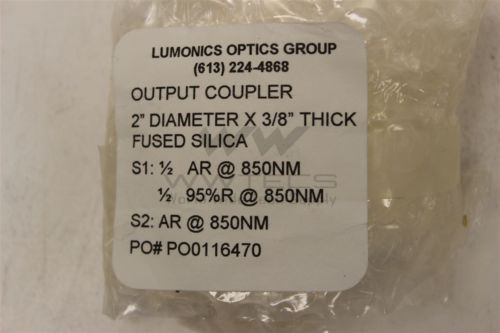 LUMONICS OPTICS GROUP
(613) 224-4868
OUTPUT COUPLER
2" DIAMETER X 3/8" THICK
FUSED SILICA
S1: ½ AR @ 850NM
½ 95%R @ 850NM
S2: AR @ 850NM
PO# PO0116470
WWTECS